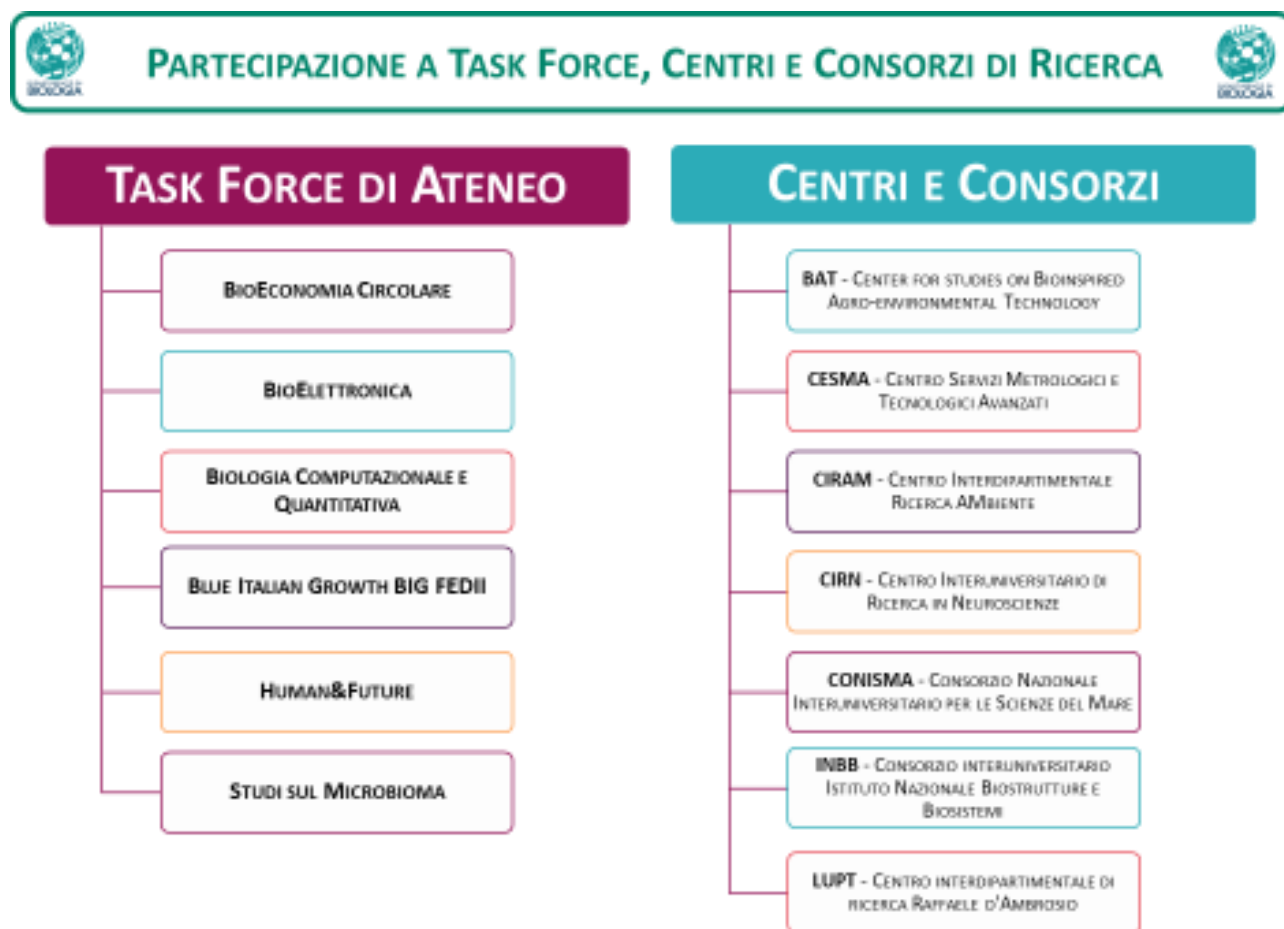 PARTECIPAZIONE A TASK FORCE, CENTRI E CONSORZI DI RICERCA
BIOLOGIA
BIOLOGIA
TASK FORCE DI ATENEO
BIOECONOMIA CIRCOLARE
BIOELETTRONICA
BIOLOGIA COMPUTAZIONALE E
QUANTITATIVA
BLUE ITALIAN GROWTH BIG FEDII
HUMAN&FUTURE
STUDI SUL MICROBIOMA
CENTRI E CONSORZI
BAT - CENTER FOR STUDIES ON BIOINSPIRED
AGRO-ENVIRONMENTAL TECHNOLOGY
CESMA - CENTRO SERVIZI METROLOGICI E
TECNOLOGICI AVANZATI
CIRAM - CENTRO INTERDIPARTIMENTALE
RICERCA AMBIENTE
CIRN - CENTRO INTERUNIVERSITARIO DI
RICERCA IN NEUROSCIENZE
CONISMA - CONSORZIO NAZIONALE
INTERUNIVERSITARIO PER LE SCIENZE DEL MARE
INBB - CONSORZIO INTERUNIVERSITARIO
ISTITUTO NAZIONALE BIOSTRUTTURE E
BIOSISTEMI
LUPT - CENTRO INTERDIPARTIMENTALE DI
RICERCA RAFFAELE D'AMBROSIO